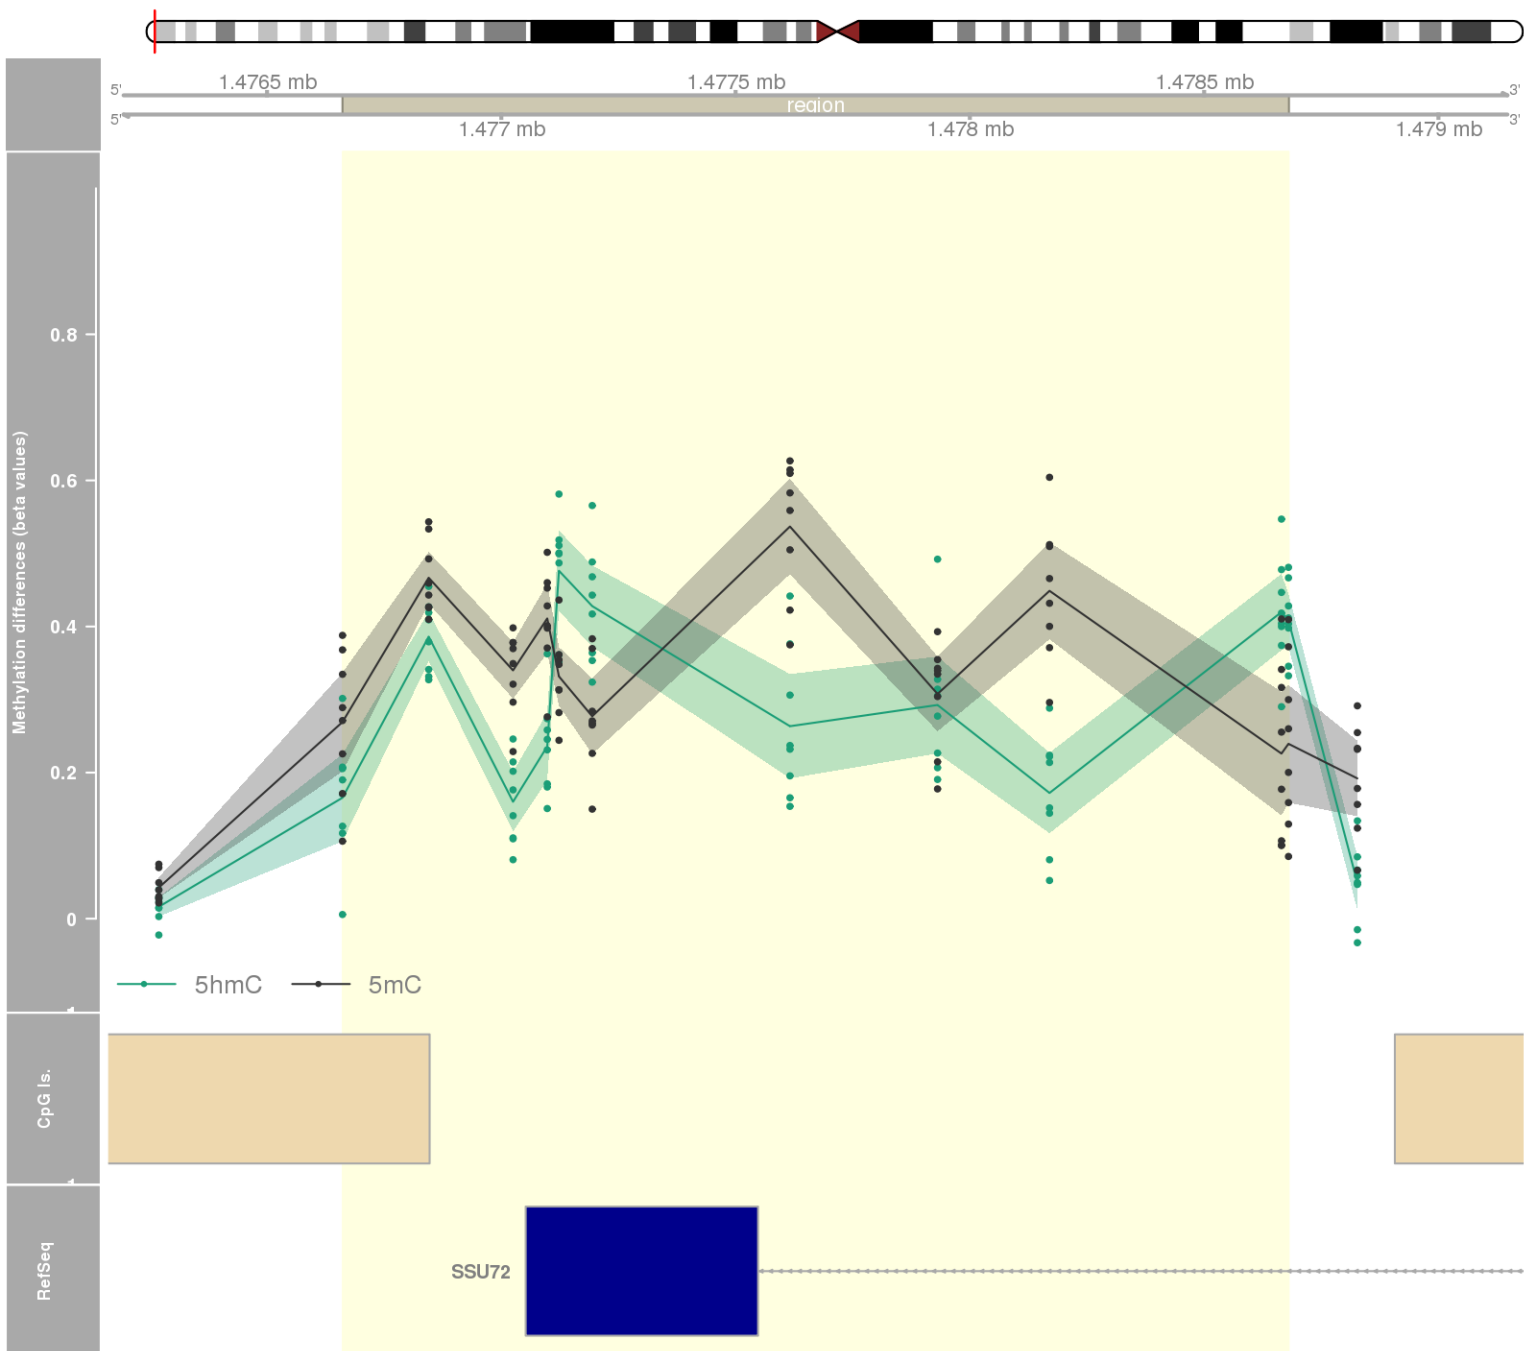 1.4765 mb 1.4775 mb 1.4785 mb
5' 3'
region
5' 3'
1.477 mb 1.478 mb 1.479 mb
Methylation differences (beta values)
0.8
0.6
0.4
0.2
0
5hmC 5mC
CpG Is.
RefSeq
SSU72